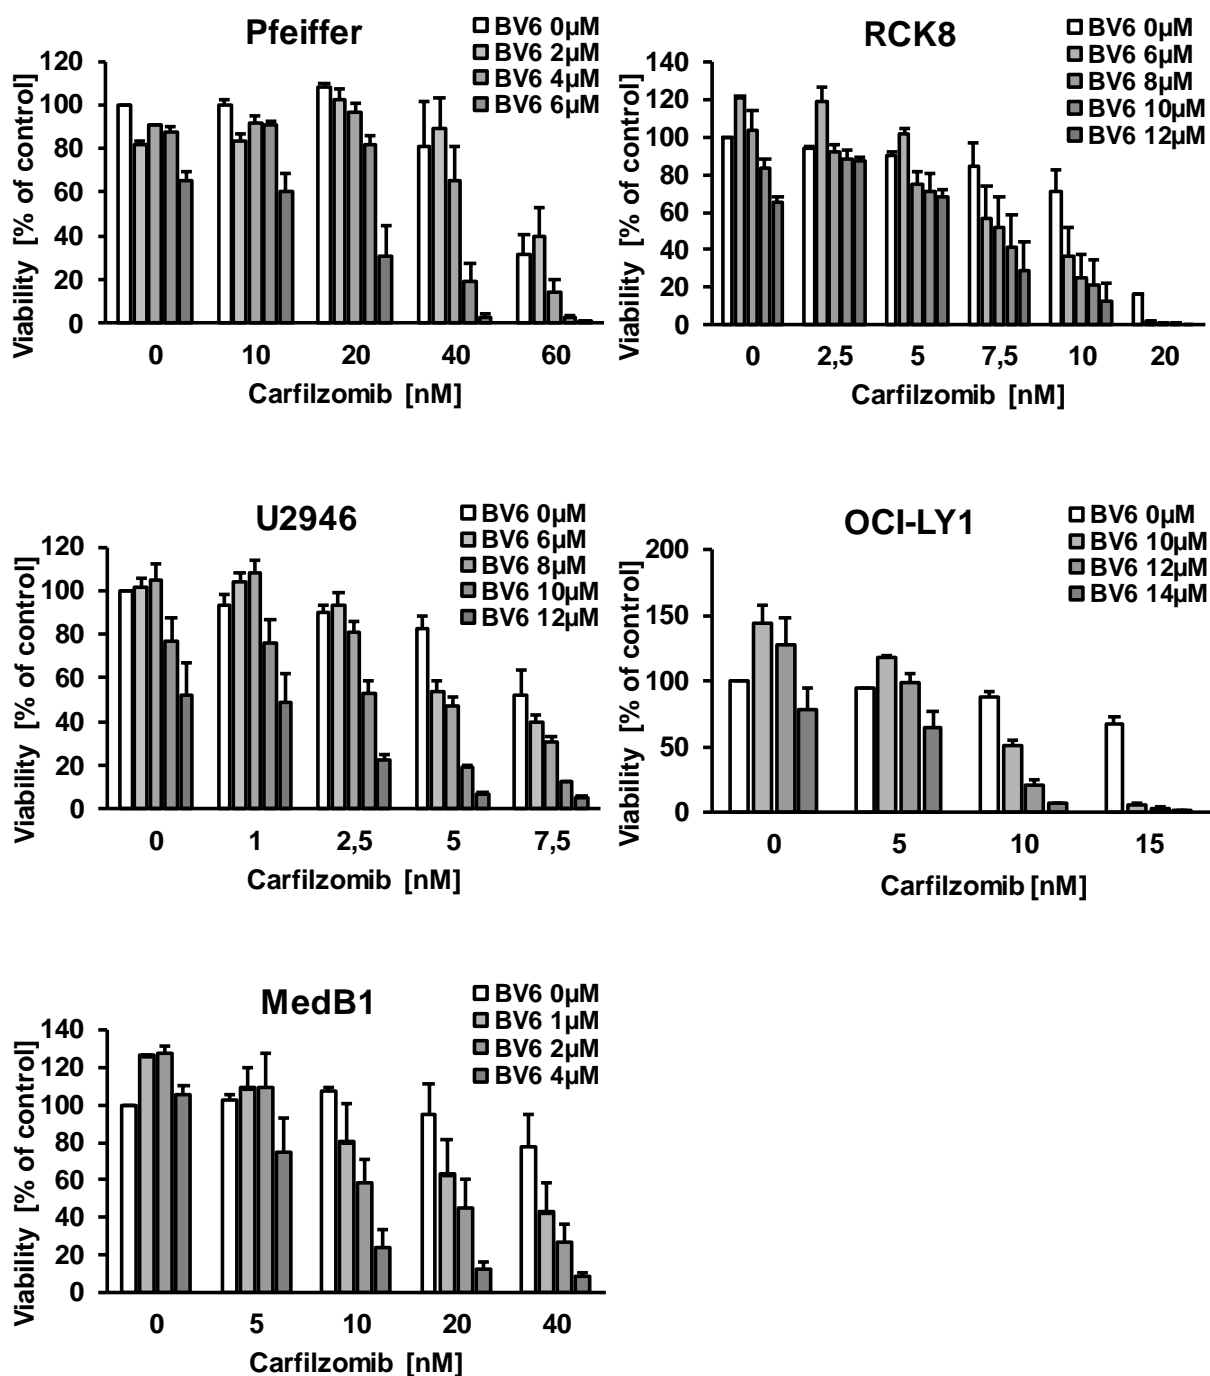 Pfeiffer
BV6 0µM
BV6 2µM
BV6 4µM
BV6 6µM
Viability [% of control]
120
100
80
60
40
20
0
0 10 20 40 60
Carfilzomib [nM]
RCK8
BV6 0µM
BV6 6µM
BV6 8µM
BV6 10µM
BV6 12µM
Viability [% of control]
140
120
100
80
60
40
20
0
0 2,5 5 7,5 10 20
Carfilzomib [nM]
U2946
BV6 0µM
BV6 6µM
BV6 8µM
BV6 10µM
BV6 12µM
Viability [% of control]
120
100
80
60
40
20
0
0 1 2,5 5 7,5
Carfilzomib [nM]
OCI-LY1
BV6 0µM
BV6 10µM
BV6 12µM
BV6 14µM
Viability [% of control]
200
150
100
50
0
0 5 10 15
Carfilzomib [nM]
MedB1
BV6 0µM
BV6 1µM
BV6 2µM
BV6 4µM
Viability [% of control]
140
120
100
80
60
40
20
0
0 5 10 20 40
Carfilzomib [nM]